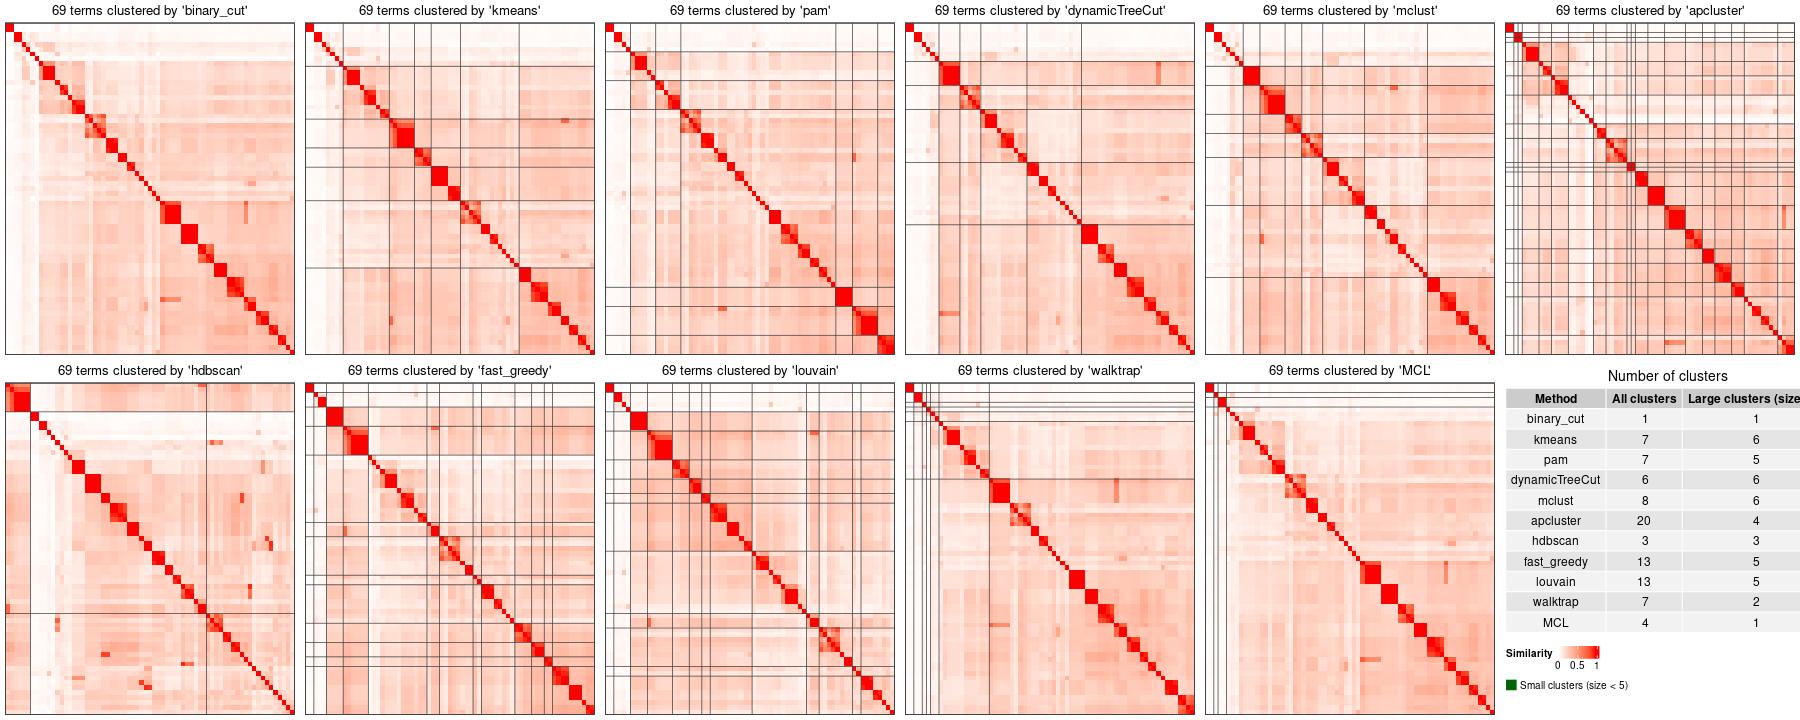 69 terms clustered by 'binary_cut'
69 terms clustered by 'kmeans'
69 terms clustered by 'pam'
69 terms clustered by 'dynamicTreeCut'
69 terms clustered by 'mclust'
69 terms clustered by 'apcluster'
69 terms clustered by 'hdbscan'
69 terms clustered by 'fast_greedy'
69 terms clustered by 'louvain'
69 terms clustered by 'walktrap'
69 terms clustered by 'MCL'
Number of clusters
Method All clusters Large clusters (size
binary_cut 1 1
kmeans 7 6
pam 7 5
dynamicTreeCut 6 6
mclust 8 6
apcluster 20 4
hdbscan 3 3
fast_greedy 13 5
louvain 13 5
walktrap 7 2
MCL 4 1
Similarity
0 0.5 1
Small clusters (size < 5)